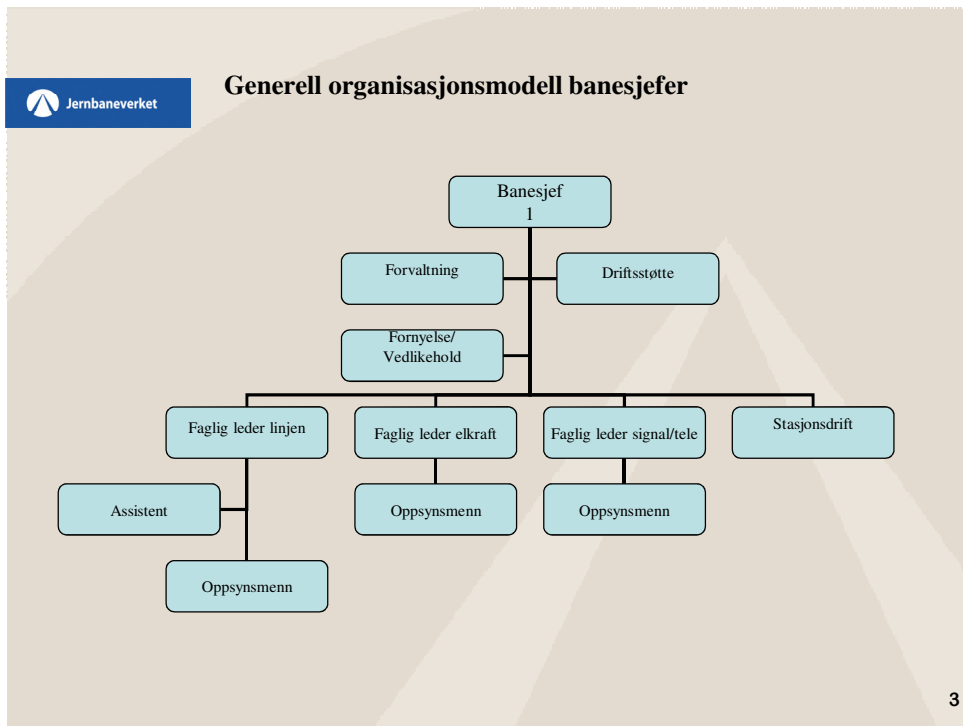 Generell organisasjonsmodell banesjefer
Jernbaneverket
Banesjef
1
Forvaltning
Driftsstøtte
Fornyelse/
Vedlikehold
Faglig leder linjen
Faglig leder elkraft
Faglig leder signal/tele
Stasjonsdrift
Assistent
Oppsynsmenn
Oppsynsmenn
Oppsynsmenn
3